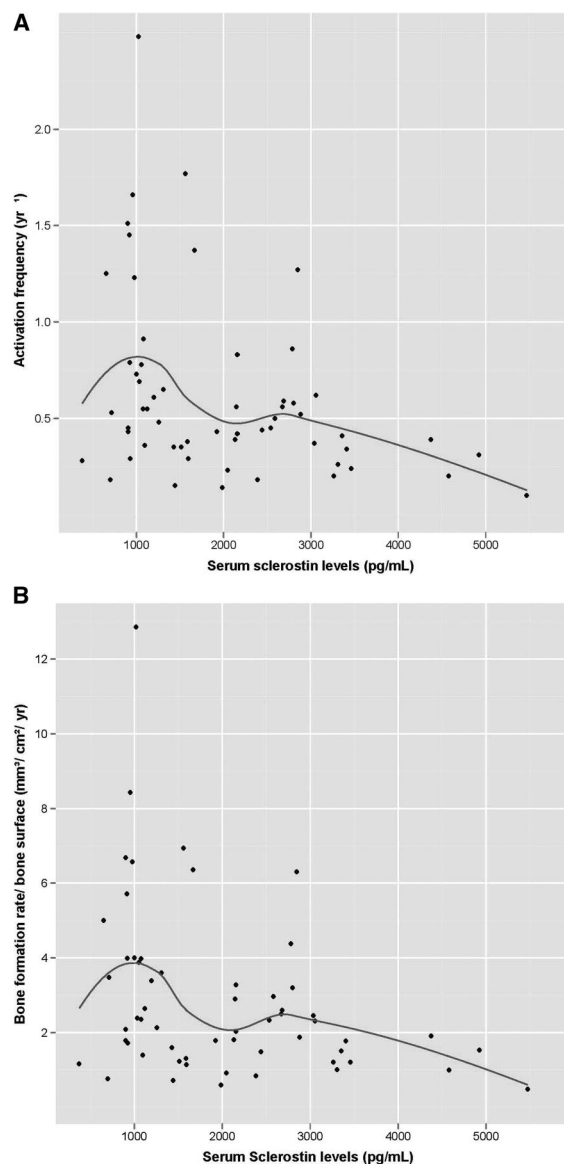 A
2.0
1.5
1.0
0.5
Activation frequency (yr ¹)
1000 2000 3000 4000 5000
Serum sclerostin levels (pg/mL)
B
12
10
8
6
4
2
Bone formation rate/ bone surface (mm³/ cm²/ yr)
1000 2000 3000 4000 5000
Serum Sclerostin levels (pg/mL)